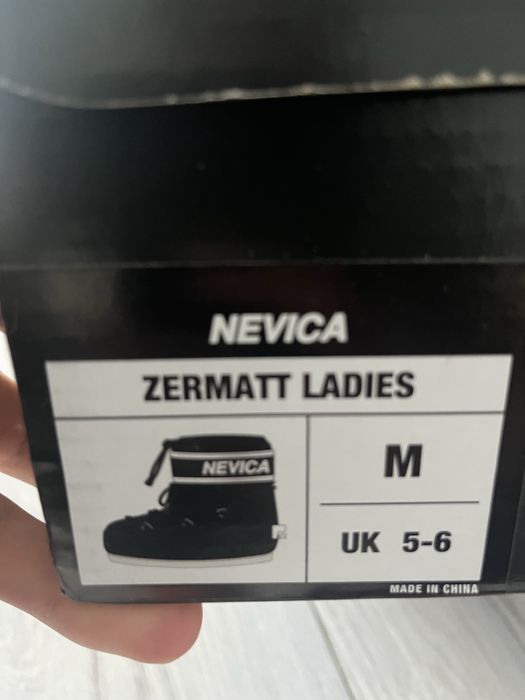 NEVICA
ZERMATT LADIES
NEVICA
M
UK 5-6
MADE IN CHINA